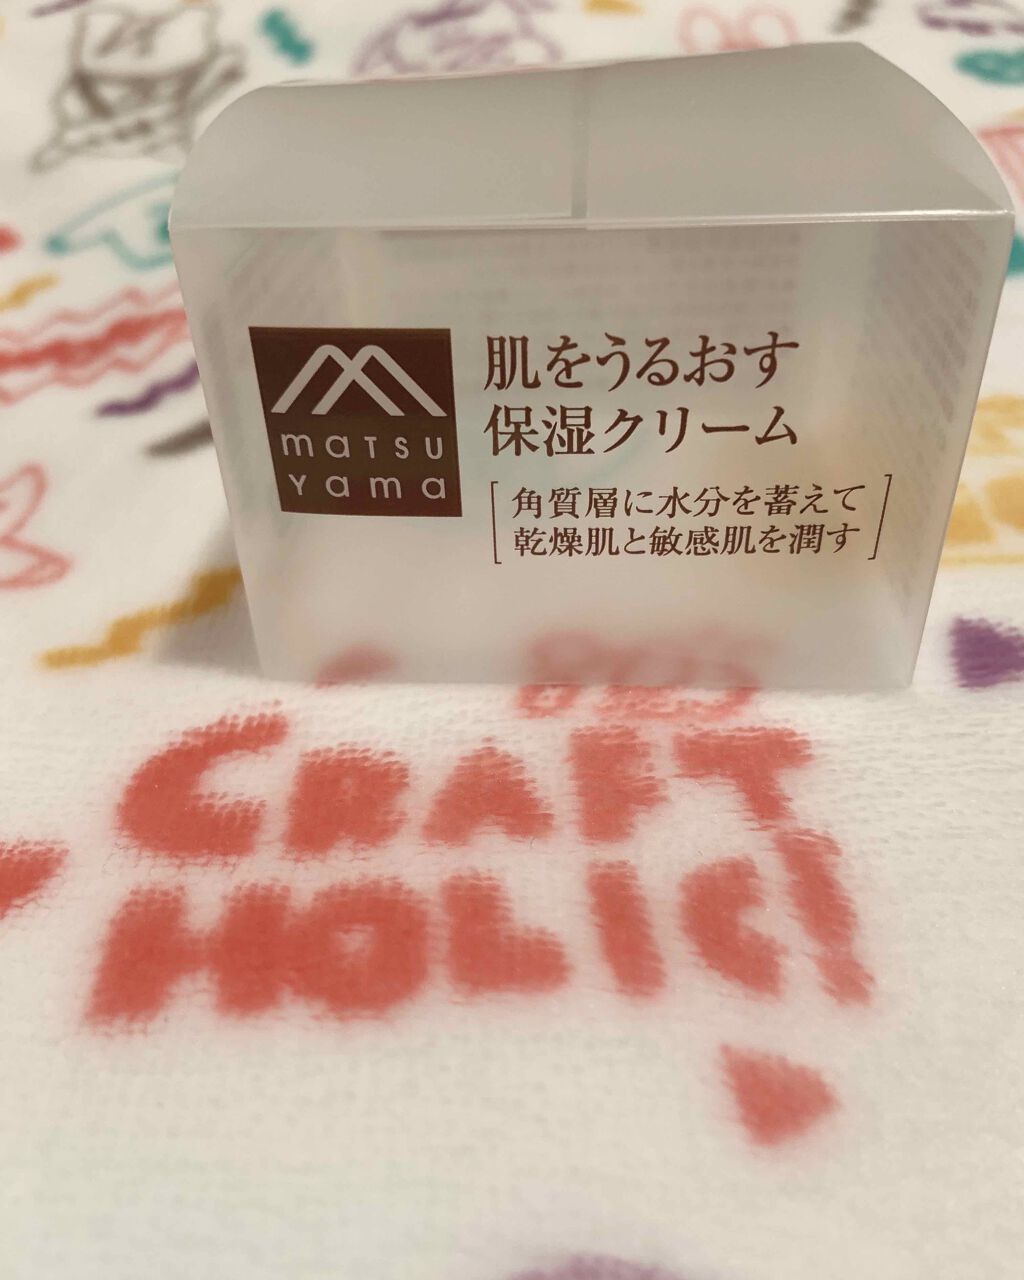 maTSU
Yama
肌をうるおす
保湿クリーム
角質層に水分を蓄えて
乾燥肌と敏感肌を潤す
CRAFT
HOLIC!